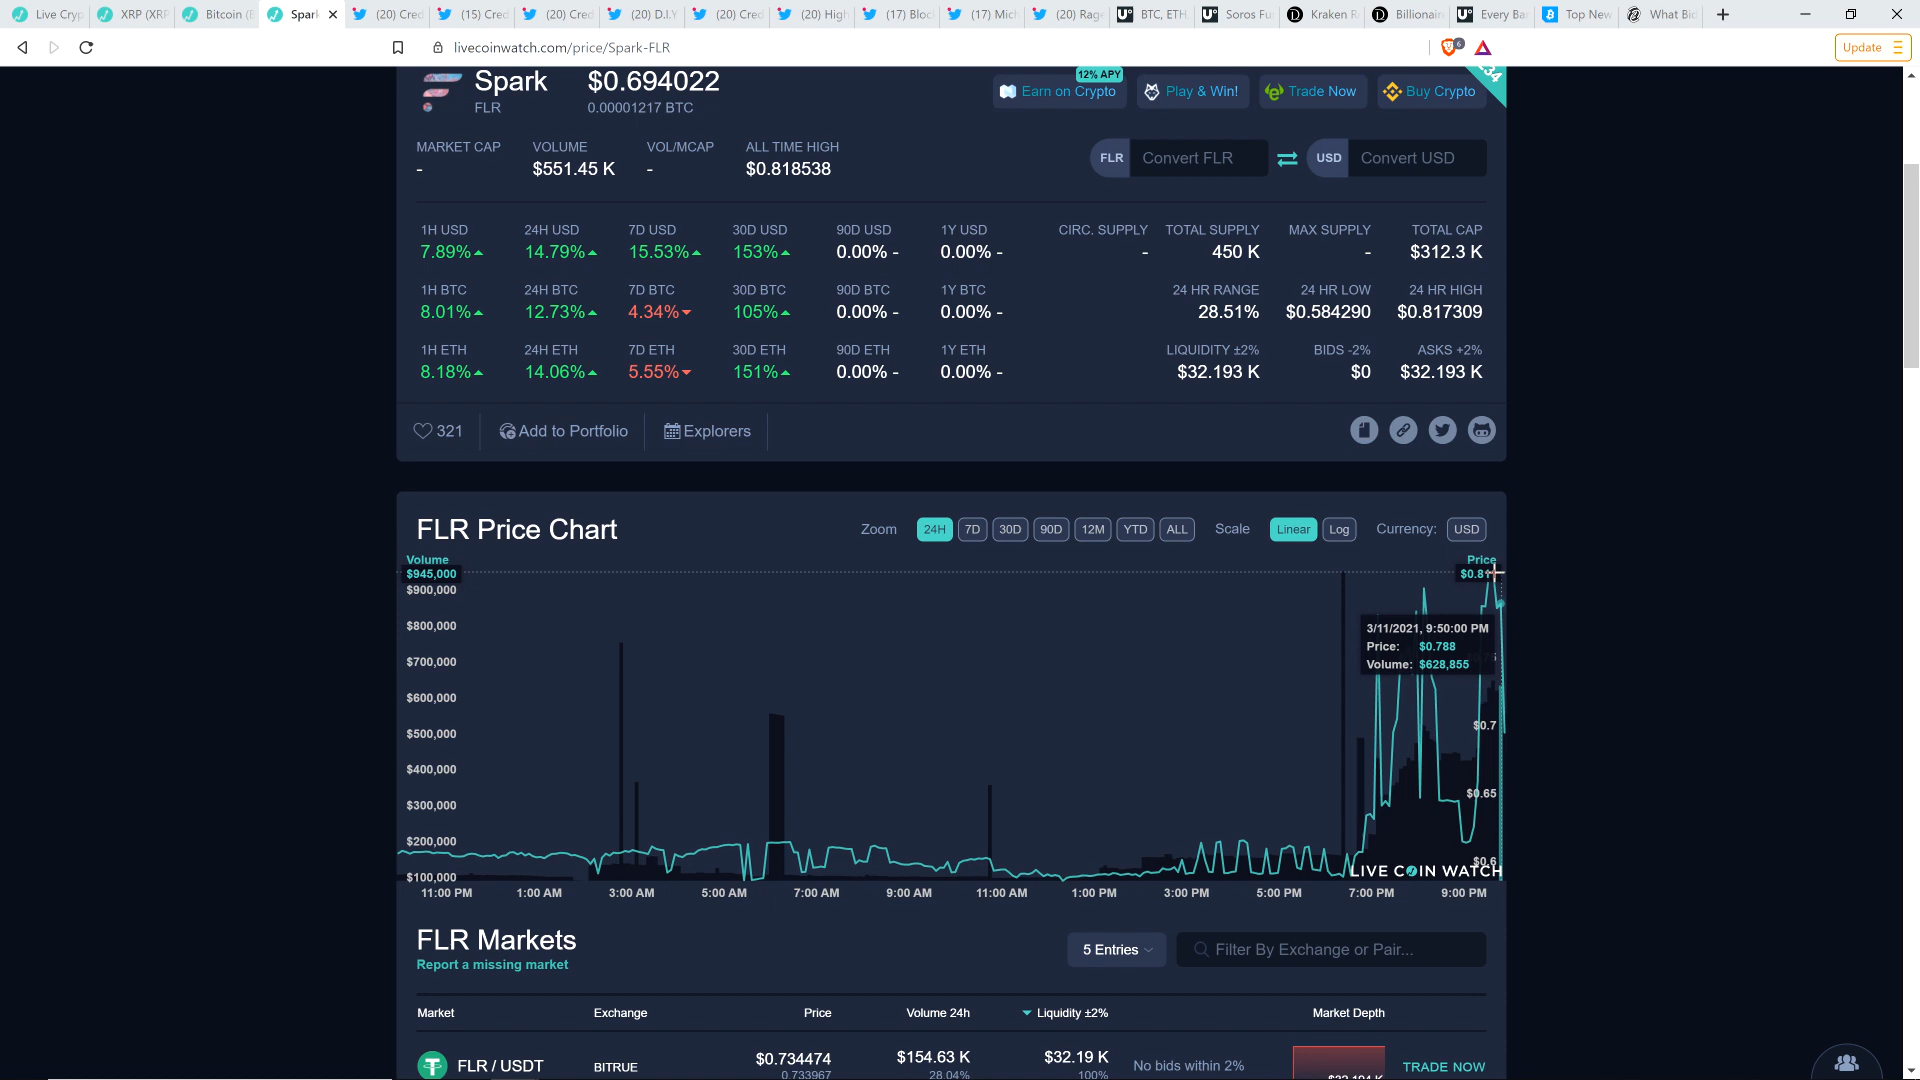 Live Cryp
XRP (XRP
Bitcoin (B
Spark
(20) Cred
(15) Cred
(20) Cred
(20) D.I.Y
(20) Cred
(20) High
(17) Bloc
(17) Mich
(20) Rag
BTC, ETH,
Soros Fu
Kraken R
Billionair
Every Ba
Top New
What Bi
livecoinwatch.com/price/Spark-FLR
6
Update
Spark $0.694022
FLR 0.00001217 BTC
12% APY
Earn on Crypto
Play & Win!
Trade Now
Buy Crypto
MARKET CAP VOLUME VOL/MCAP ALL TIME HIGH
- $551.45 K - $0.818538
FLR Convert FLR USD Convert USD
1H USD 24H USD 7D USD 30D USD 90D USD 1Y USD CIRC. SUPPLY TOTAL SUPPLY MAX SUPPLY TOTAL CAP
7.89% 14.79% 15.53% 153% 0.00% - 0.00% - - 450 K - $312.3 K
1H BTC 24H BTC 7D BTC 30D BTC 90D BTC 1Y BTC 24 HR RANGE 24 HR LOW 24 HR HIGH
8.01% 12.73% 4.34% 105% 0.00% - 0.00% - 28.51% $0.584290 $0.817309
1H ETH 24H ETH 7D ETH 30D ETH 90D ETH 1Y ETH LIQUIDITY ±2% BIDS -2% ASKS +2%
8.18% 14.06% 5.55% 151% 0.00% - 0.00% - $32.193 K $0 $32.193 K
321 Add to Portfolio Explorers
FLR Price Chart
Zoom 24H 7D 30D 90D 12M YTD ALL Scale Linear Log Currency: USD
Volume Price
$945,000 $0.81
$900,000
$800,000
3/11/2021, 9:50:00 PM
Price: $0.788
Volume: $628,855
$700,000
$600,000
$500,000 $0.7
$400,000
$300,000 $0.65
$200,000
$100,000 $0.6
LIVE COIN WATCH
11:00 PM 1:00 AM 3:00 AM 5:00 AM 7:00 AM 9:00 AM 11:00 AM 1:00 PM 3:00 PM 5:00 PM 7:00 PM 9:00 PM
FLR Markets
Report a missing market
5 Entries
Filter By Exchange or Pair...
Market Exchange Price Volume 24h Liquidity ±2% Market Depth
FLR / USDT BITRUE $0.734474 $154.63 K $32.19 K No bids within 2% TRADE NOW
0.733967 28.04% 100%